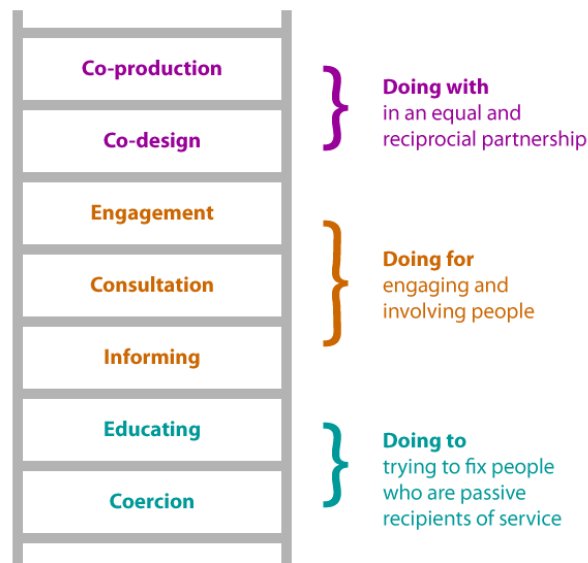 Co-production
Co-design
Doing with
in an equal and
reciprocial partnership
Engagement
Consultation
Informing
Doing for
engaging and
involving people
Educating
Coercion
Doing to
trying to fix people
who are passive
recipients of service